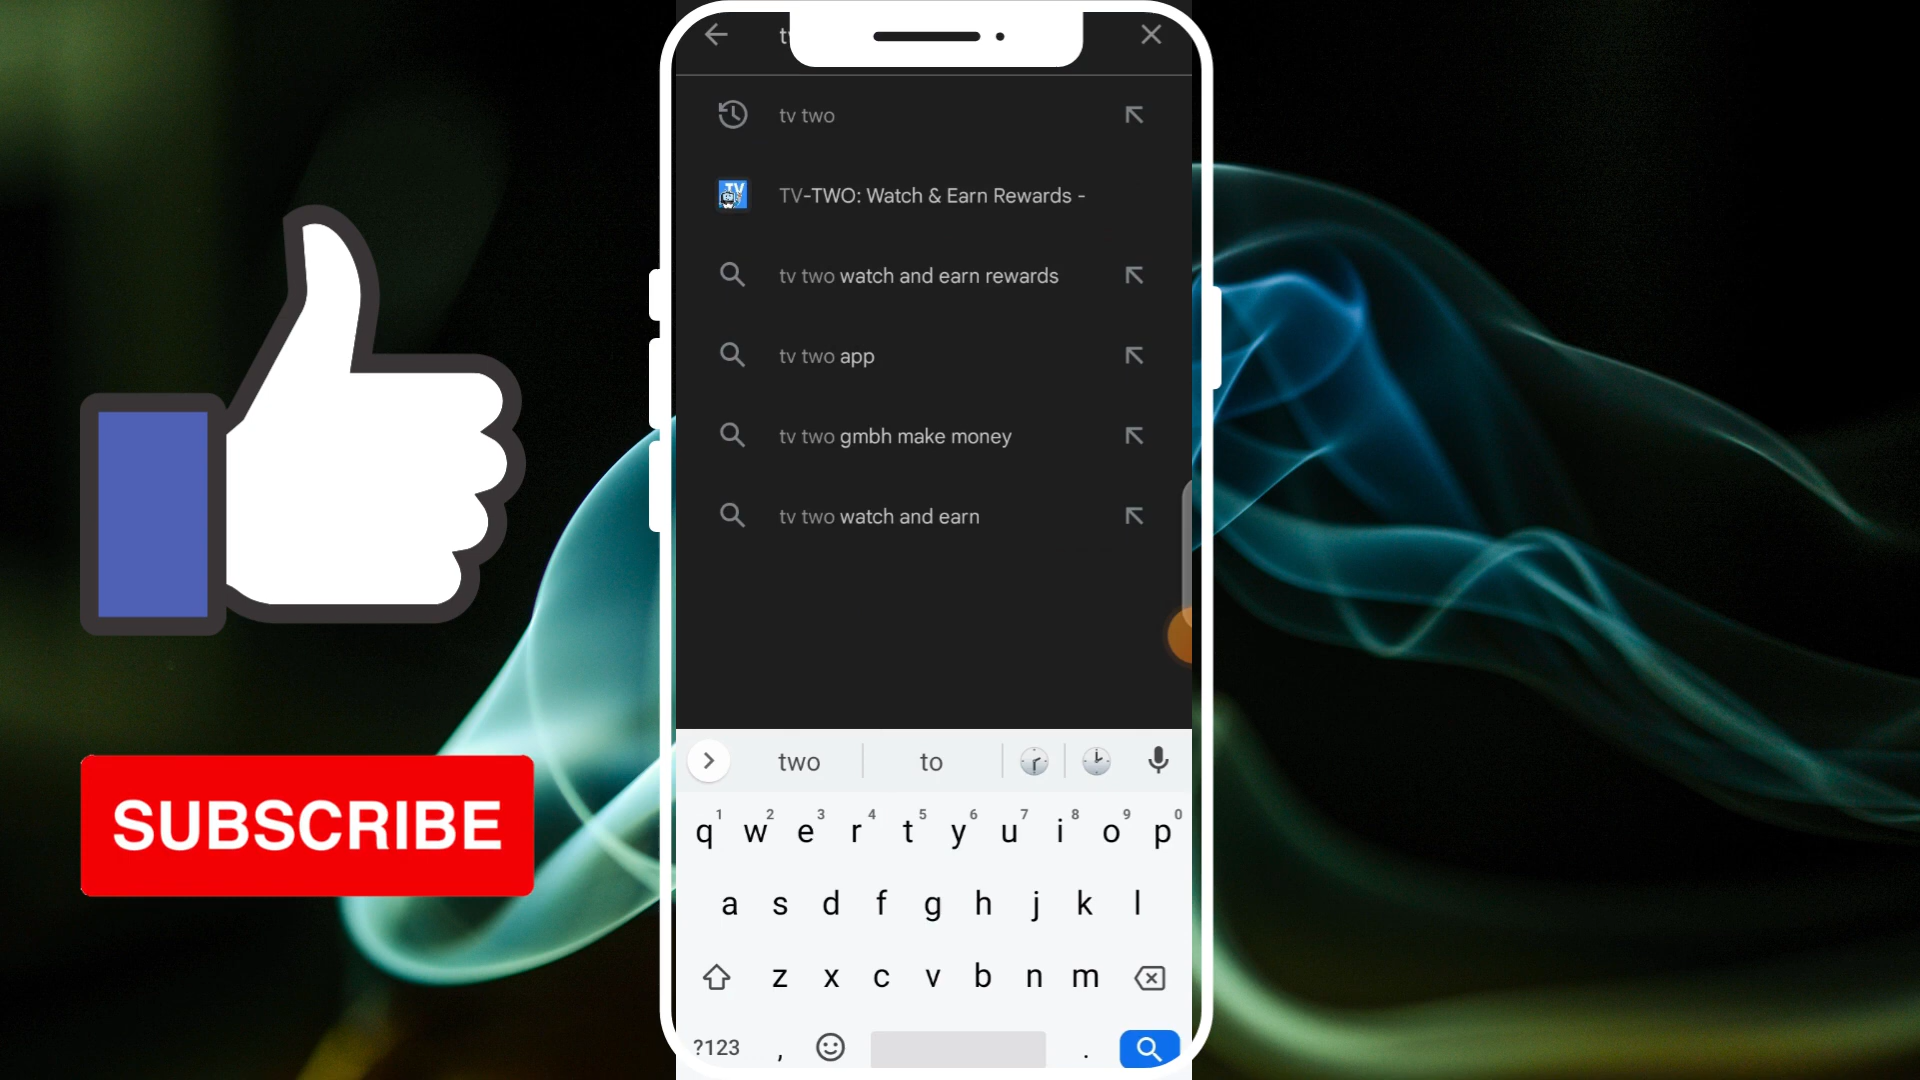 tv two
TV-TWO: Watch & Earn Rewards -
tv two watch and earn rewards
tv two app
tv two gmbh make money
tv two watch and earn
SUBSCRIBE
two to
1 2 3 4 5 6 7 8 9 0
q w e r t y u i o p
a s d f g h j k l
z x c v b n m
?123 , .